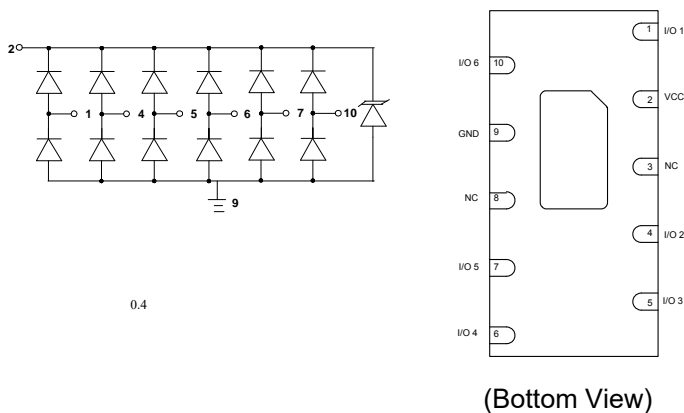 2
1 4 5 6 7 10
9
0.4
1 I/O 1
I/O 6 10
2 VCC
GND 9
3 NC
NC 8
4 I/O 2
I/O 5 7
5 I/O 3
I/O 4 6
(Bottom View)